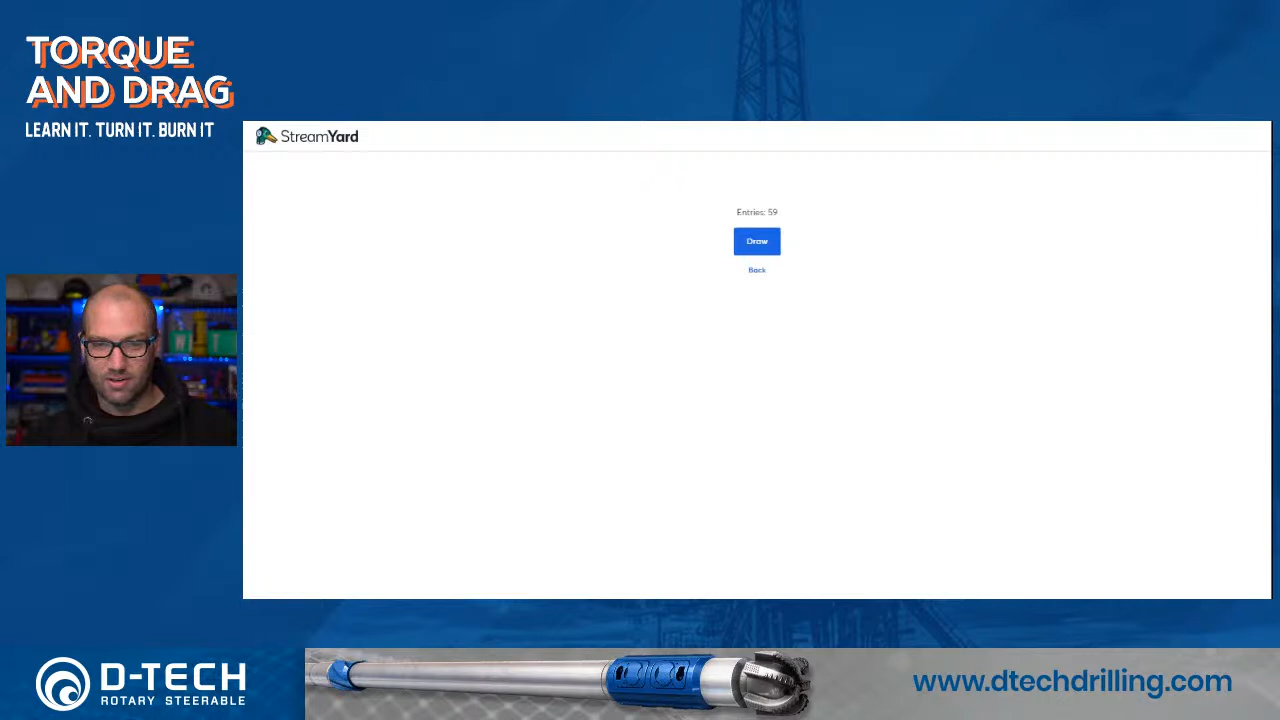 TORQUE
AND DRAG
LEARN IT. TURN IT. BURN IT
StreamYard
Entries: 59
Draw
Back
D-TECH
ROTARY STEERABLE
www.dtechdrilling.com